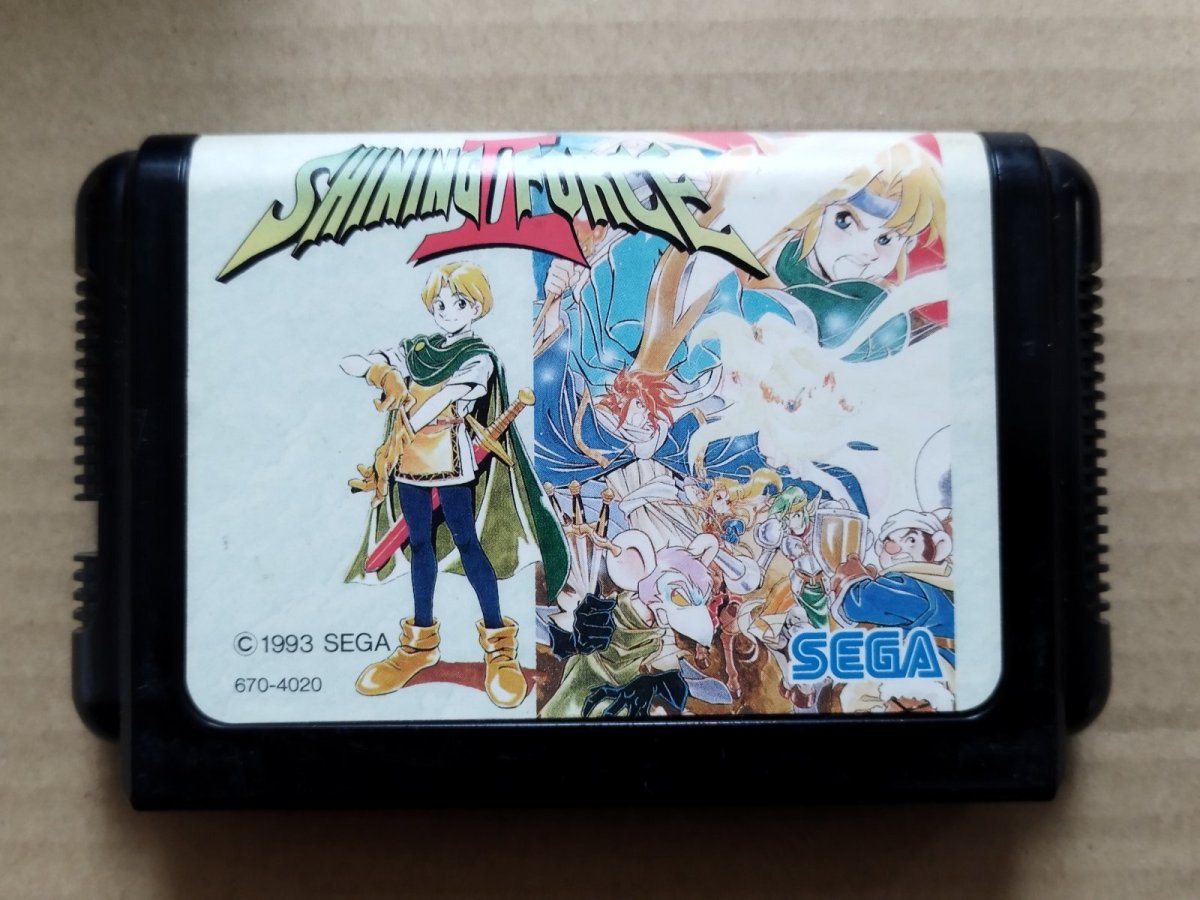 SHINING FORCE II
© 1993 SEGA
670-4020
SEGA